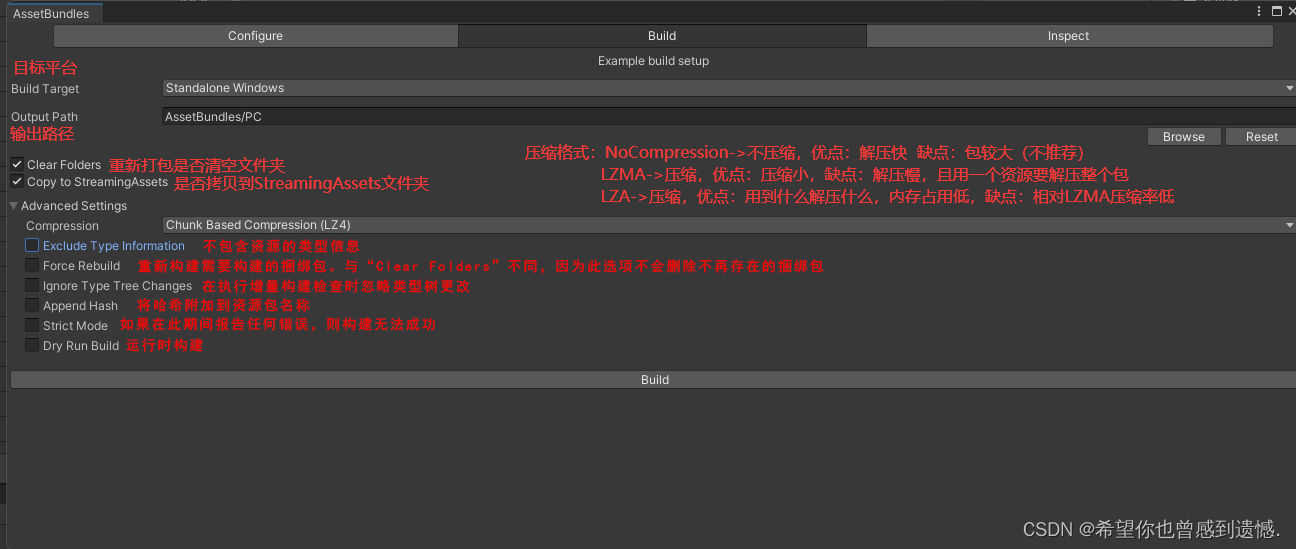 AssetBundles
Configure Build Inspect
Example build setup
目标平台
Build Target Standalone Windows
Output Path AssetBundles/PC
输出路径
Browse Reset
压缩格式：NoCompression->不压缩，优点：解压快 缺点：包较大（不推荐）
Clear Folders 重新打包是否清空文件夹
LZMA->压缩，优点：压缩小，缺点：解压慢，且用一个资源要解压整个包
Copy to StreamingAssets 是否拷贝到StreamingAssets文件夹
LZA->压缩，优点：用到什么解压什么，内存占用低，缺点：相对LZMA压缩率低
Advanced Settings
Compression Chunk Based Compression (LZ4)
Exclude Type Information 不包含资源的类型信息
Force Rebuild 重新构建需要构建的捆绑包。与“Clear Folders”不同，因为此选项不会删除不再存在的捆绑包
Ignore Type Tree Changes 在执行增量构建检查时忽略类型树更改
Append Hash 将哈希附加到资源包名称
Strict Mode 如果在此期间报告任何错误，则构建无法成功
Dry Run Build 运行时构建
Build
CSDN @希望你也曾感到遗憾.